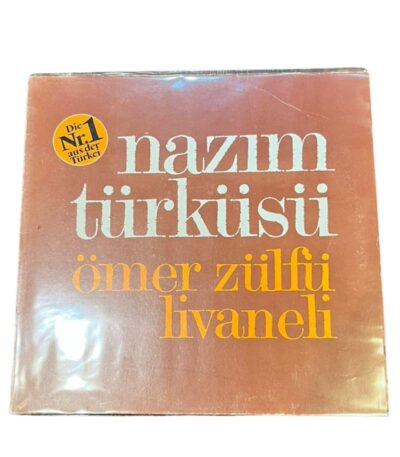 Die
Nr.1
aus der
Türkei
nazım
türküsü
ömer zülfü
livaneli